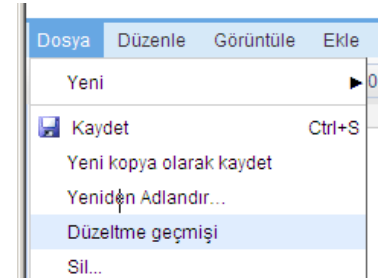 Dosya Düzenle Görüntüle Ekle
Yeni
Kaydet Ctrl+S
Yeni kopya olarak kaydet
Yeniden Adlandır...
Düzeltme geçmişi
Sil...